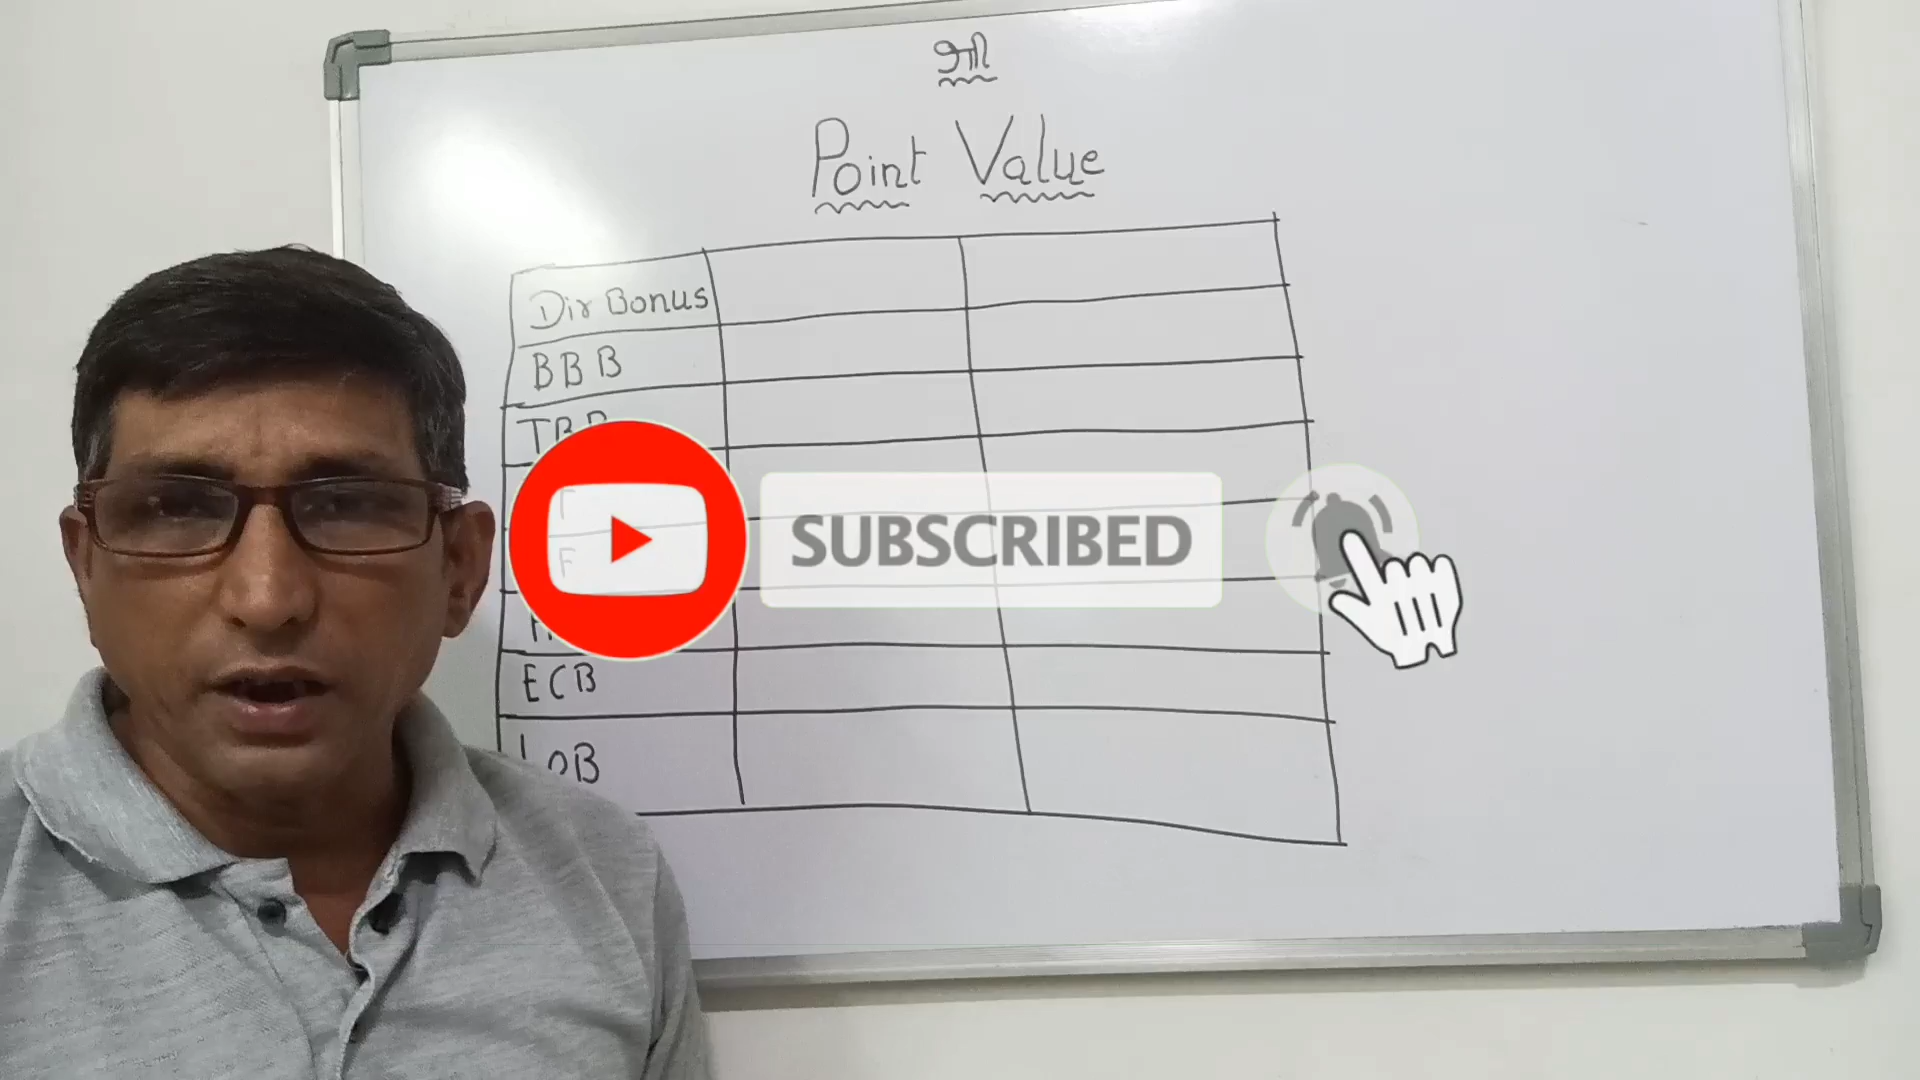 श्री
Point Value
Dir Bonus
BBB
ECB
LOB
SUBSCRIBED